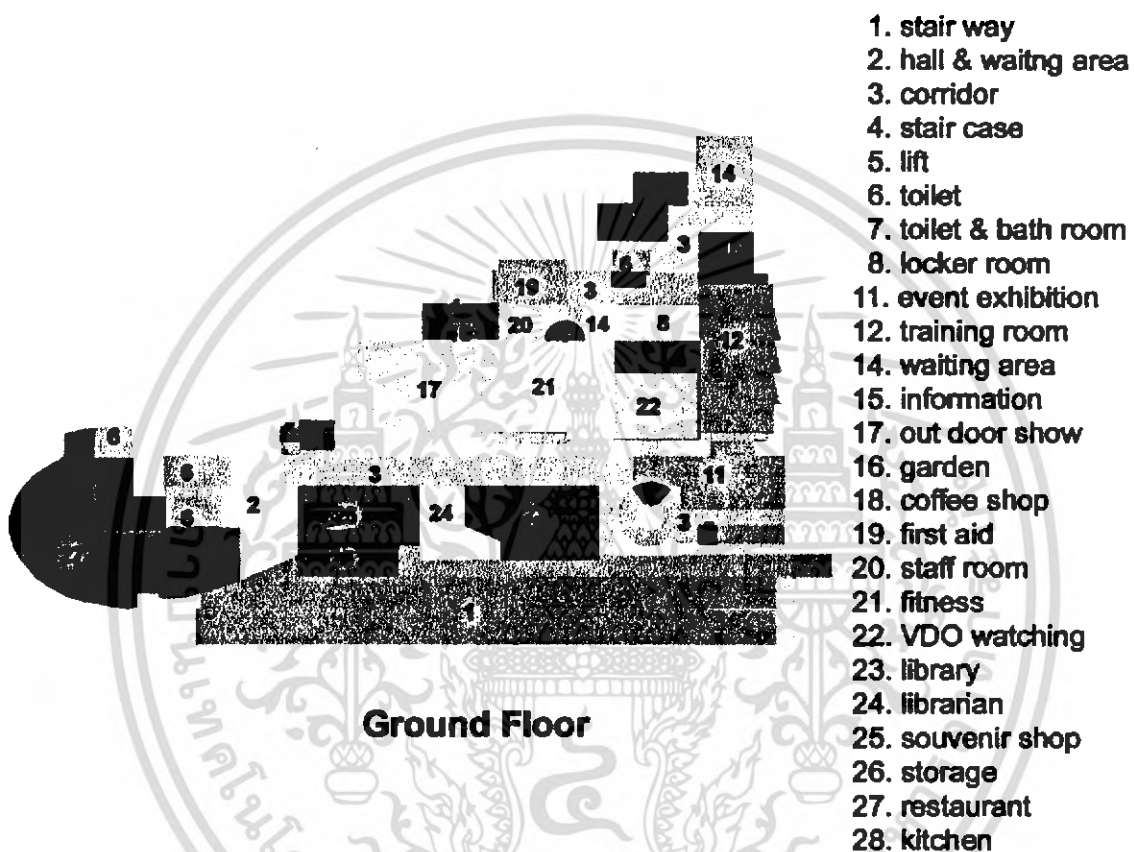 1. stair way
2. hall & waitng area
3. corridor
4. stair case
5. lift
6. toilet
7. toilet & bath room
8. locker room
11. event exhibition
12. training room
14. waiting area
15. information
17. out door show
16. garden
18. coffee shop
19. first aid
20. staff room
21. fitness
22. VDO watching
23. library
24. librarian
25. souvenir shop
26. storage
27. restaurant
28. kitchen
14
3
6
19
3
20
14
8
12
17
21
22
6
3
11
6
2
24
3
6
1
Ground Floor